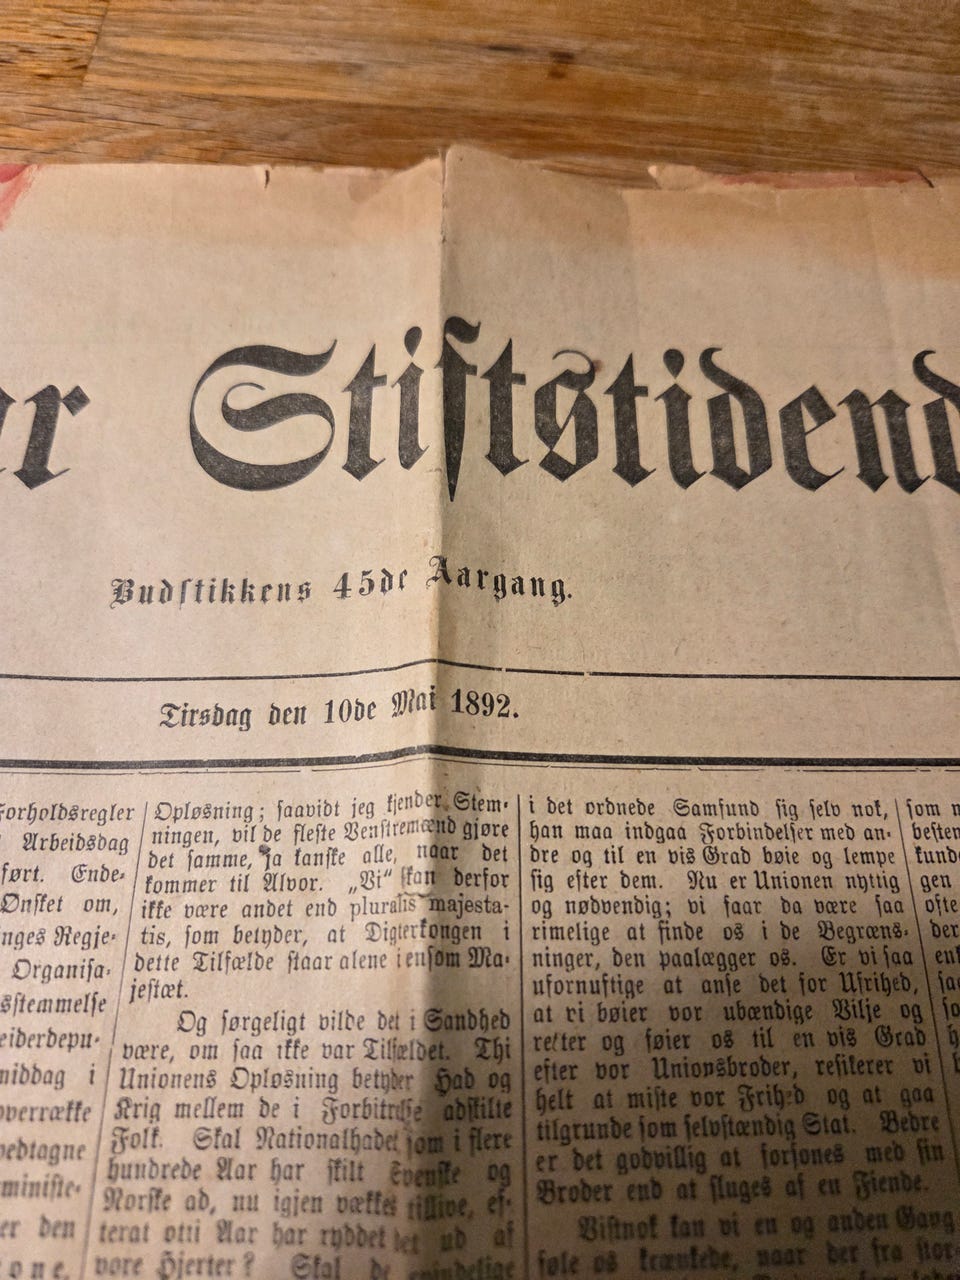 ar Stiftstidend
Budstikkens 45de Aargang.
Tirsdag den 10de Mai 1892.
Forholdsregler
Arbeidsdag
ført. Ende-
Ønsket om,
nges Regje-
Organisa-
sstemmelse
eiderdepu-
middag i
overrække
vedtagne
ministe-
er den
one,
Opløsning; saavidt jeg kjender Stem-
ningen, vil de fleste Venstremænd gjøre
det samme, ja kanske alle, naar det
kommer til Alvor. „Vi“ kan derfor
ikke være andet end pluralis majesta-
tis, som betyder, at Digterkongen i
dette Tilfælde staar alene i ensom Ma-
jestæt.
Og sørgeligt vilde det i Sandhed
være, om saa ikke var Tilfældet. Thi
Unionens Opløsning betyder Had og
Krig mellem de i Forbitrelse adskilte
Folk. Skal Nationalhadet som i flere
hundrede Aar har skilt Svenske og
Norske ad, nu igjen vækkes tillive, ef-
terat otti Aar har ryddet det ud af
vore Hjerter? Skal de
i det ordnede Samfund sig selv nok,
han maa indgaa Forbindelser med an-
dre og til en vis Grad bøie og lempe
sig efter dem. Nu er Unionen nyttig
og nødvendig; vi faar da være saa
rimelige at finde os i de Begræns-
ninger, den paalægger os. Er vi saa
ufornuftige at anse det for Ufrihed,
at vi bøier vor ubændige Vilje og
retter og føier os til en vis Grad
efter vor Unionsbroder, risikerer vi
helt at miste vor Frihed og at gaa
tilgrunde som selvstændig Stat. Bedre
er det godvillig at forsones med sin
Broder end at sluges af en Fiende.
Vistnok kan vi en og anden Gang
føle os krænkede, naar der fra
som
besten
kund
gen
ofte
der